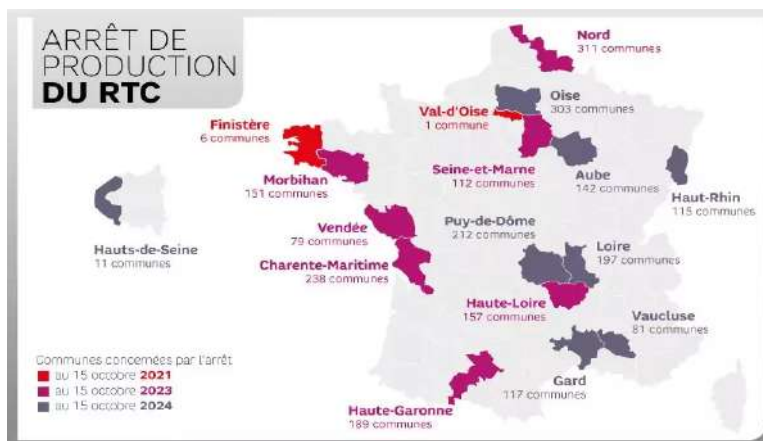 ARRÊT DE
PRODUCTION
DU RTC
Nord
311 communes
Oise
303 communes
Val-d'Oise
1 commune
Finistère
6 communes
Seine-et-Marne
112 communes
Aube
142 communes
Haut-Rhin
115 communes
Morbihan
151 communes
Hauts-de-Seine
11 communes
Vendée
79 communes
Puy-de-Dôme
212 communes
Loire
197 communes
Charente-Maritime
238 communes
Haute-Loire
157 communes
Vaucluse
81 communes
Gard
117 communes
Haute-Garonne
189 communes
Communes concernées par l'arrêt
au 15 octobre 2021
au 15 octobre 2023
au 15 octobre 2024